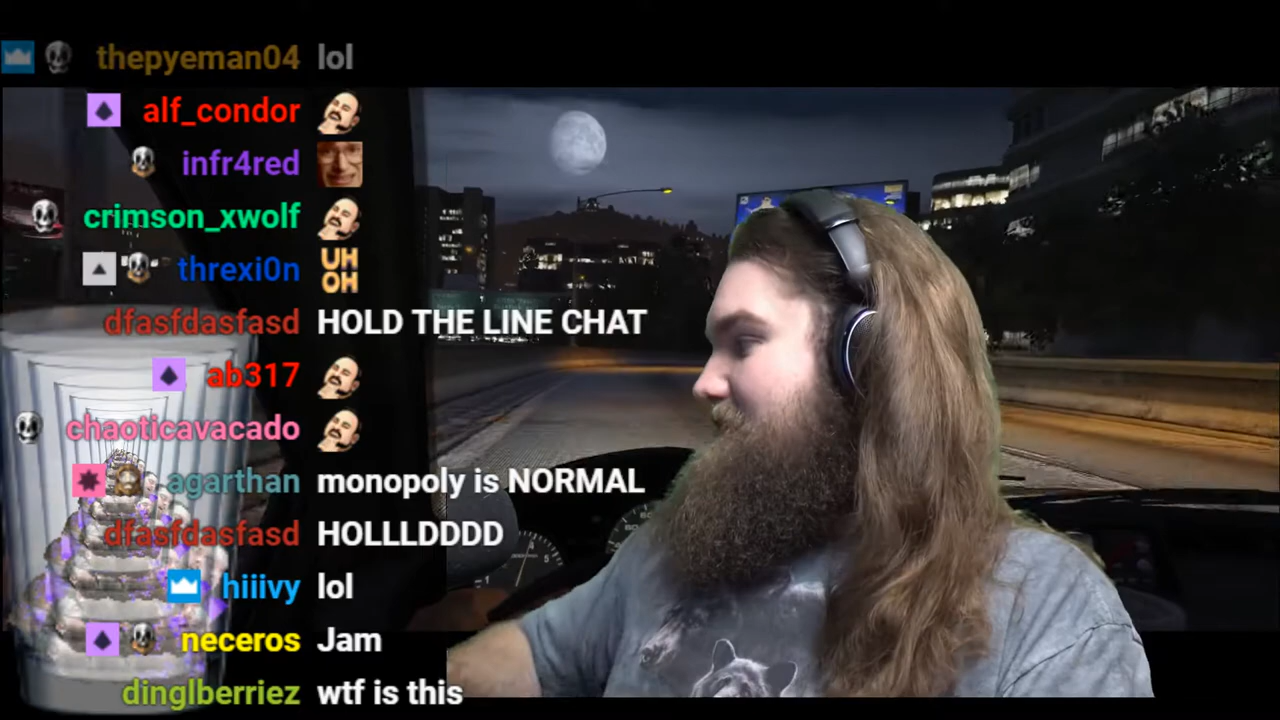 thepyeman04 lol
alf_condor
infr4red
crimson_xwolf
threxi0n UH OH
dfasfdasfasd HOLD THE LINE CHAT
ab317
chaoticavacado
agarthan monopoly is NORMAL
dfasfdasfasd HOLLLDDDD
hiiivy lol
neceros Jam
dinglberriez wtf is this